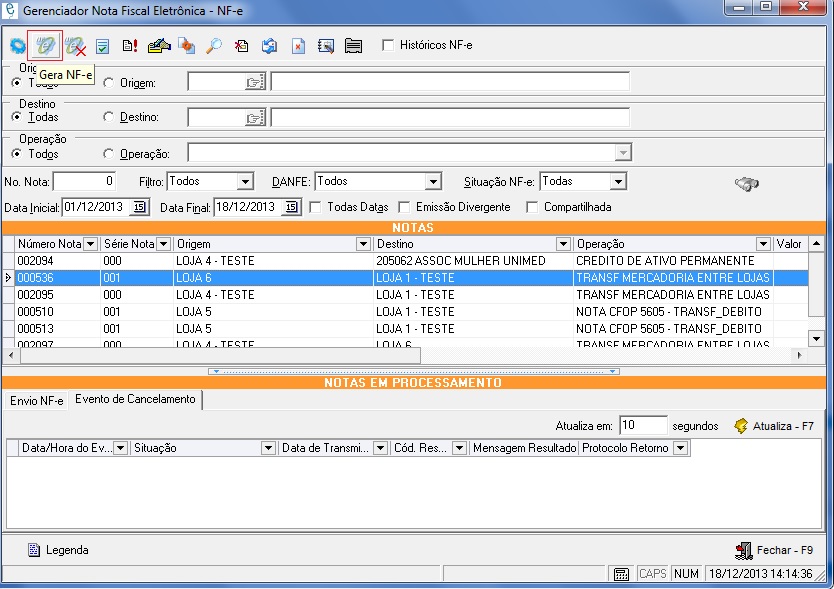 Gerenciador Nota Fiscal Eletrônica - NF-e
Históricos NF-e
Gera NF-e
Todos Origem:
Destino
Todas Destino:
Operação
Todos Operação:
No. Nota: 0 Filtro: Todos DANFE: Todos Situação NF-e: Todas
Data Inicial: 01/12/2013 15 Data Final: 18/12/2013 15 Todas Datas Emissão Divergente Compartilhada
NOTAS
Número Nota Série Nota Origem Destino Operação Valor
002094 000 LOJA 4 - TESTE 205062 ASSOC MULHER UNIMED CREDITO DE ATIVO PERMANENTE
000536 001 LOJA 6 LOJA 1 - TESTE TRANSF MERCADORIA ENTRE LOJAS
002095 000 LOJA 4 - TESTE LOJA 1 - TESTE TRANSF MERCADORIA ENTRE LOJAS
000510 001 LOJA 5 LOJA 1 - TESTE NOTA CFOP 5605 - TRANSF_DEBITO
000513 001 LOJA 5 LOJA 1 - TESTE NOTA CFOP 5605 - TRANSF_DEBITO
002097 000 LOJA 4 - TESTE LOJA 6 TRANSF MERCADORIA ENTRE LOJAS
NOTAS EM PROCESSAMENTO
Envio NF-e Evento de Cancelamento
Atualiza em: 10 segundos Atualiza - F7
Data/Hora do Ev... Situação Data de Transmi... Cód. Res... Mensagem Resultado Protocolo Retorno
Legenda Fechar - F9
CAPS NUM 18/12/2013 14:14:36